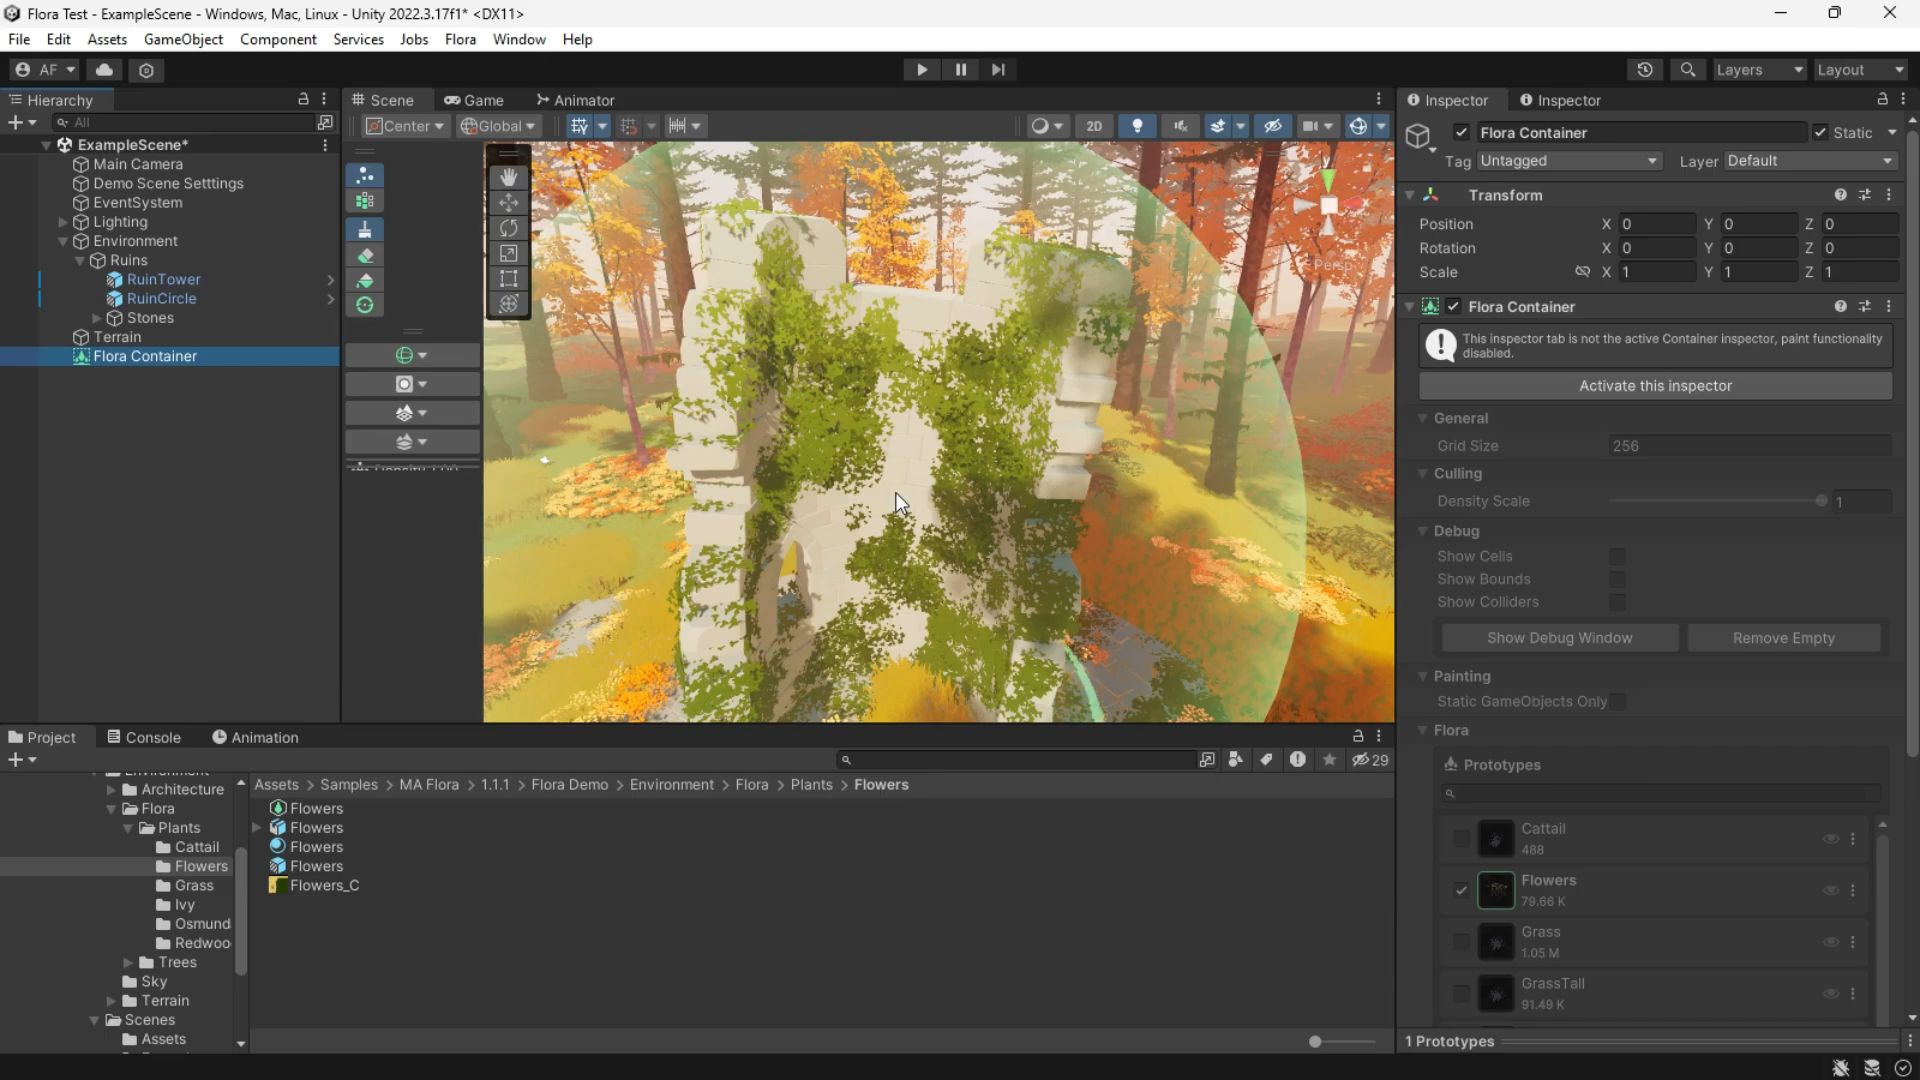 Flora Test - ExampleScene - Windows, Mac, Linux - Unity 2022.3.17f1* <DX11>
File Edit Assets GameObject Component Services Jobs Flora Window Help
AF
Layers
Layout
Hierarchy
All
ExampleScene*
Main Camera
Demo Scene Setttings
EventSystem
Lighting
Environment
Ruins
RuinTower
RuinCircle
Stones
Terrain
Flora Container
Scene Game Animator
Center Global 2D
Persp
Inspector Inspector
Flora Container Static
Tag Untagged Layer Default
Transform
Position X 0 Y 0 Z 0
Rotation X 0 Y 0 Z 0
Scale X 1 Y 1 Z 1
Flora Container
This inspector tab is not the active Container inspector, paint functionality
disabled.
Activate this inspector
General
Grid Size 256
Culling
Density Scale 1
Debug
Show Cells
Show Bounds
Show Colliders
Show Debug Window Remove Empty
Painting
Static GameObjects Only
Flora
Prototypes
Cattail
488
Flowers
79.66 K
Grass
1.05 M
GrassTall
91.49 K
1 Prototypes
Project Console Animation
29
Architecture
Flora
Plants
Cattail
Flowers
Grass
Ivy
Osmund
Redwoo
Trees
Sky
Terrain
Scenes
Assets
Assets > Samples > MA Flora > 1.1.1 > Flora Demo > Environment > Flora > Plants > Flowers
Flowers
Flowers
Flowers
Flowers
Flowers_C